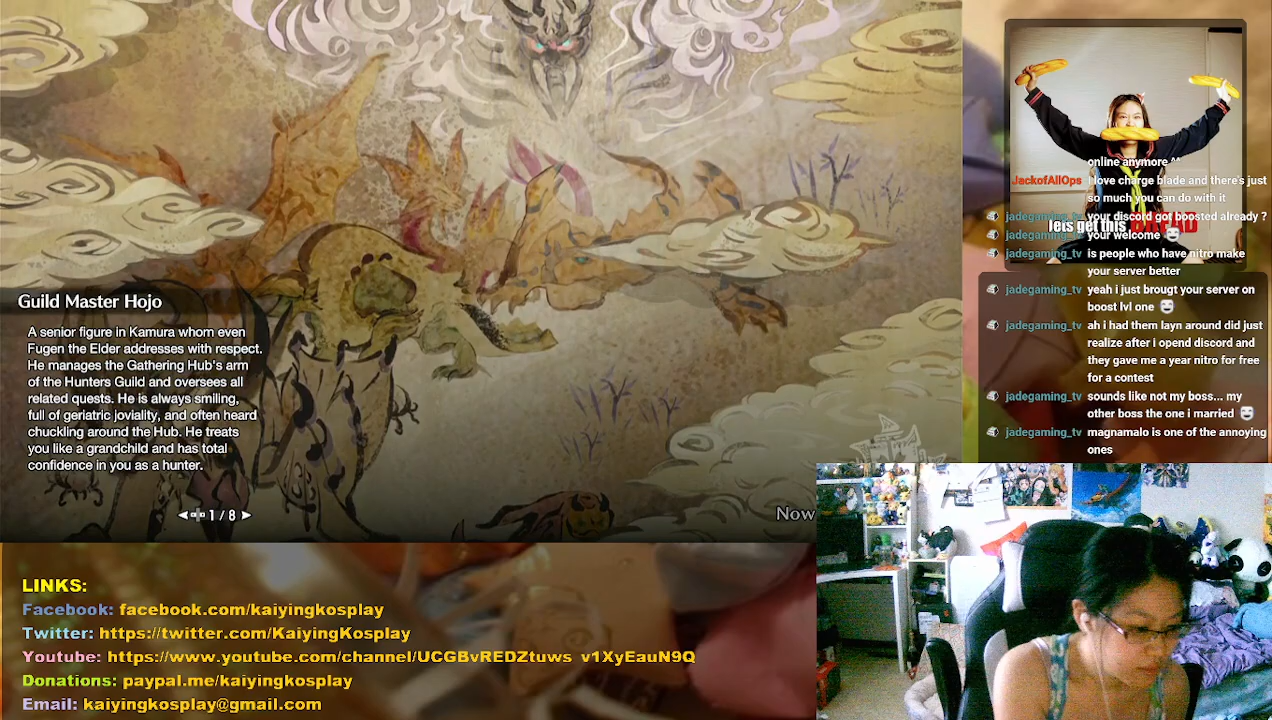 Guild Master Hojo
A senior figure in Kamura whom even
Fugen the Elder addresses with respect.
He manages the Gathering Hub's arm
of the Hunters Guild and oversees all
related quests. He is always smiling,
full of geriatric joviality, and often heard
chuckling around the Hub. He treats
you like a grandchild and has total
confidence in you as a hunter.
1 / 8
Now
online anymore ^^
JackofAllOps I love charge blade and there's just
so much you can do with it
jadegaming_tv your discord got boosted already ?
lets get this BREAD
jadegaming_tv your welcome
jadegaming_tv is people who have nitro make
your server better
jadegaming_tv yeah i just brougt your server on
boost lvl one
jadegaming_tv ah i had them layn around did just
realize after i opend discord and
they gave me a year nitro for free
for a contest
jadegaming_tv sounds like not my boss... my
other boss the one i married
jadegaming_tv magnamalo is one of the annoying
ones
LINKS:
Facebook: facebook.com/kaiyingkosplay
Twitter: https://twitter.com/KaiyingKosplay
Youtube: https://www.youtube.com/channel/UCGBvREDZtuws_v1XyEauN9Q
Donations: paypal.me/kaiyingkosplay
Email: kaiyingkosplay@gmail.com